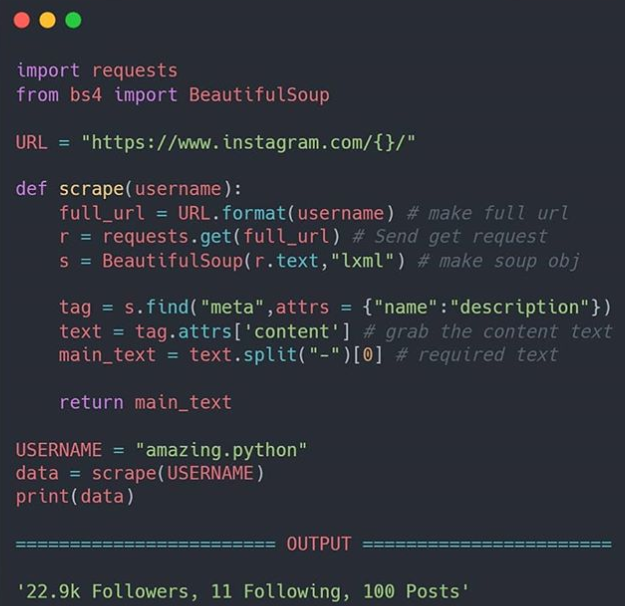 import requests
from bs4 import BeautifulSoup
URL = "https://www.instagram.com/{}/"
def scrape(username):
    full_url = URL.format(username) # make full url
    r = requests.get(full_url) # Send get request
    s = BeautifulSoup(r.text,"lxml") # make soup obj
    tag = s.find("meta",attrs = {"name":"description"})
    text = tag.attrs['content'] # grab the content text
    main_text = text.split("-")[0] # required text
    return main_text
USERNAME = "amazing.python"
data = scrape(USERNAME)
print(data)
======================== OUTPUT =======================
'22.9k Followers, 11 Following, 100 Posts'